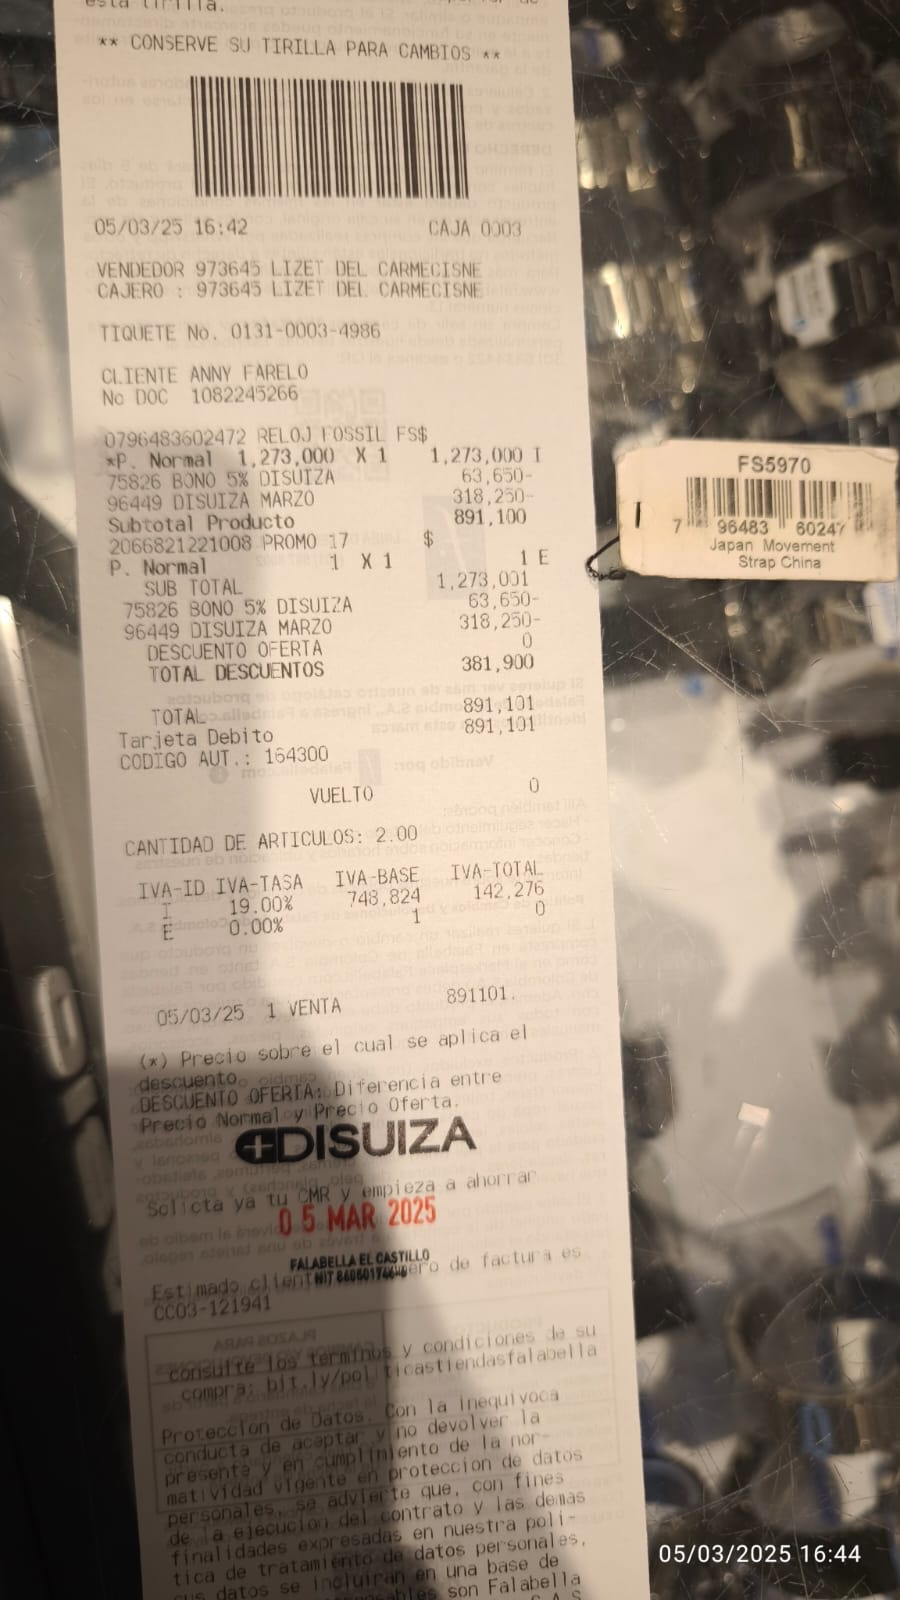 esta tirilla.
** CONSERVE SU TIRILLA PARA CAMBIOS **
05/03/25 16:42 CAJA 0003
VENDEDOR 973645 LIZET DEL CARMECISNE
CAJERO : 973645 LIZET DEL CARMECISNE
TIQUETE No. 0131-0003-4986
CLIENTE ANNY FARELO
No DOC 1082245266
0796483602472 RELOJ FOSSIL FS$
*P. Normal 1,273,000 X 1 1,273,000 I
75826 BONO 5% DISUIZA 63,650-
96449 DISUIZA MARZO 318,250-
Subtotal Producto 891,100
2066821221008 PROMO 17 $
P. Normal 1 X 1 1 E
SUB TOTAL 1,273,001
75826 BONO 5% DISUIZA 63,650-
96449 DISUIZA MARZO 318,250-
DESCUENTO OFERTA 0
TOTAL DESCUENTOS 381,900
TOTAL 891,101
Tarjeta Debito 891,101
CODIGO AUT.: 164300
VUELTO 0
CANTIDAD DE ARTICULOS: 2.00
IVA-ID IVA-TASA IVA-BASE IVA-TOTAL
I 19.00% 748,824 142,276
E 0.00% 1 0
05/03/25 1 VENTA 891101.
(*) Precio sobre el cual se aplica el
descuento
DESCUENTO OFERTA: Diferencia entre
Precio Normal y Precio Oferta.
DISUIZA
Solicta ya tu CMR y empieza a ahorrar
05 MAR 2025
FALABELLA EL CASTILLO
NIT
Estimado client ero de factura es
CC03-121941
consulte los terminos y condiciones de su
compra: bit.ly/politicastiendasfalabella
Proteccion de Datos. Con la inequivoca
conducta de aceptar y no devolver la
presente y en cumplimiento de la nor-
matividad vigente en proteccion de datos
personales, se advierte que, con fines
de la ejecucion del contrato y las demas
finalidades expresadas en nuestra poli-
tica de tratamiento de datos personales,
sus datos se incluiran en una base de
son Falabella
FS5970
7 96483 60247
Japan Movement
Strap China
05/03/2025 16:44